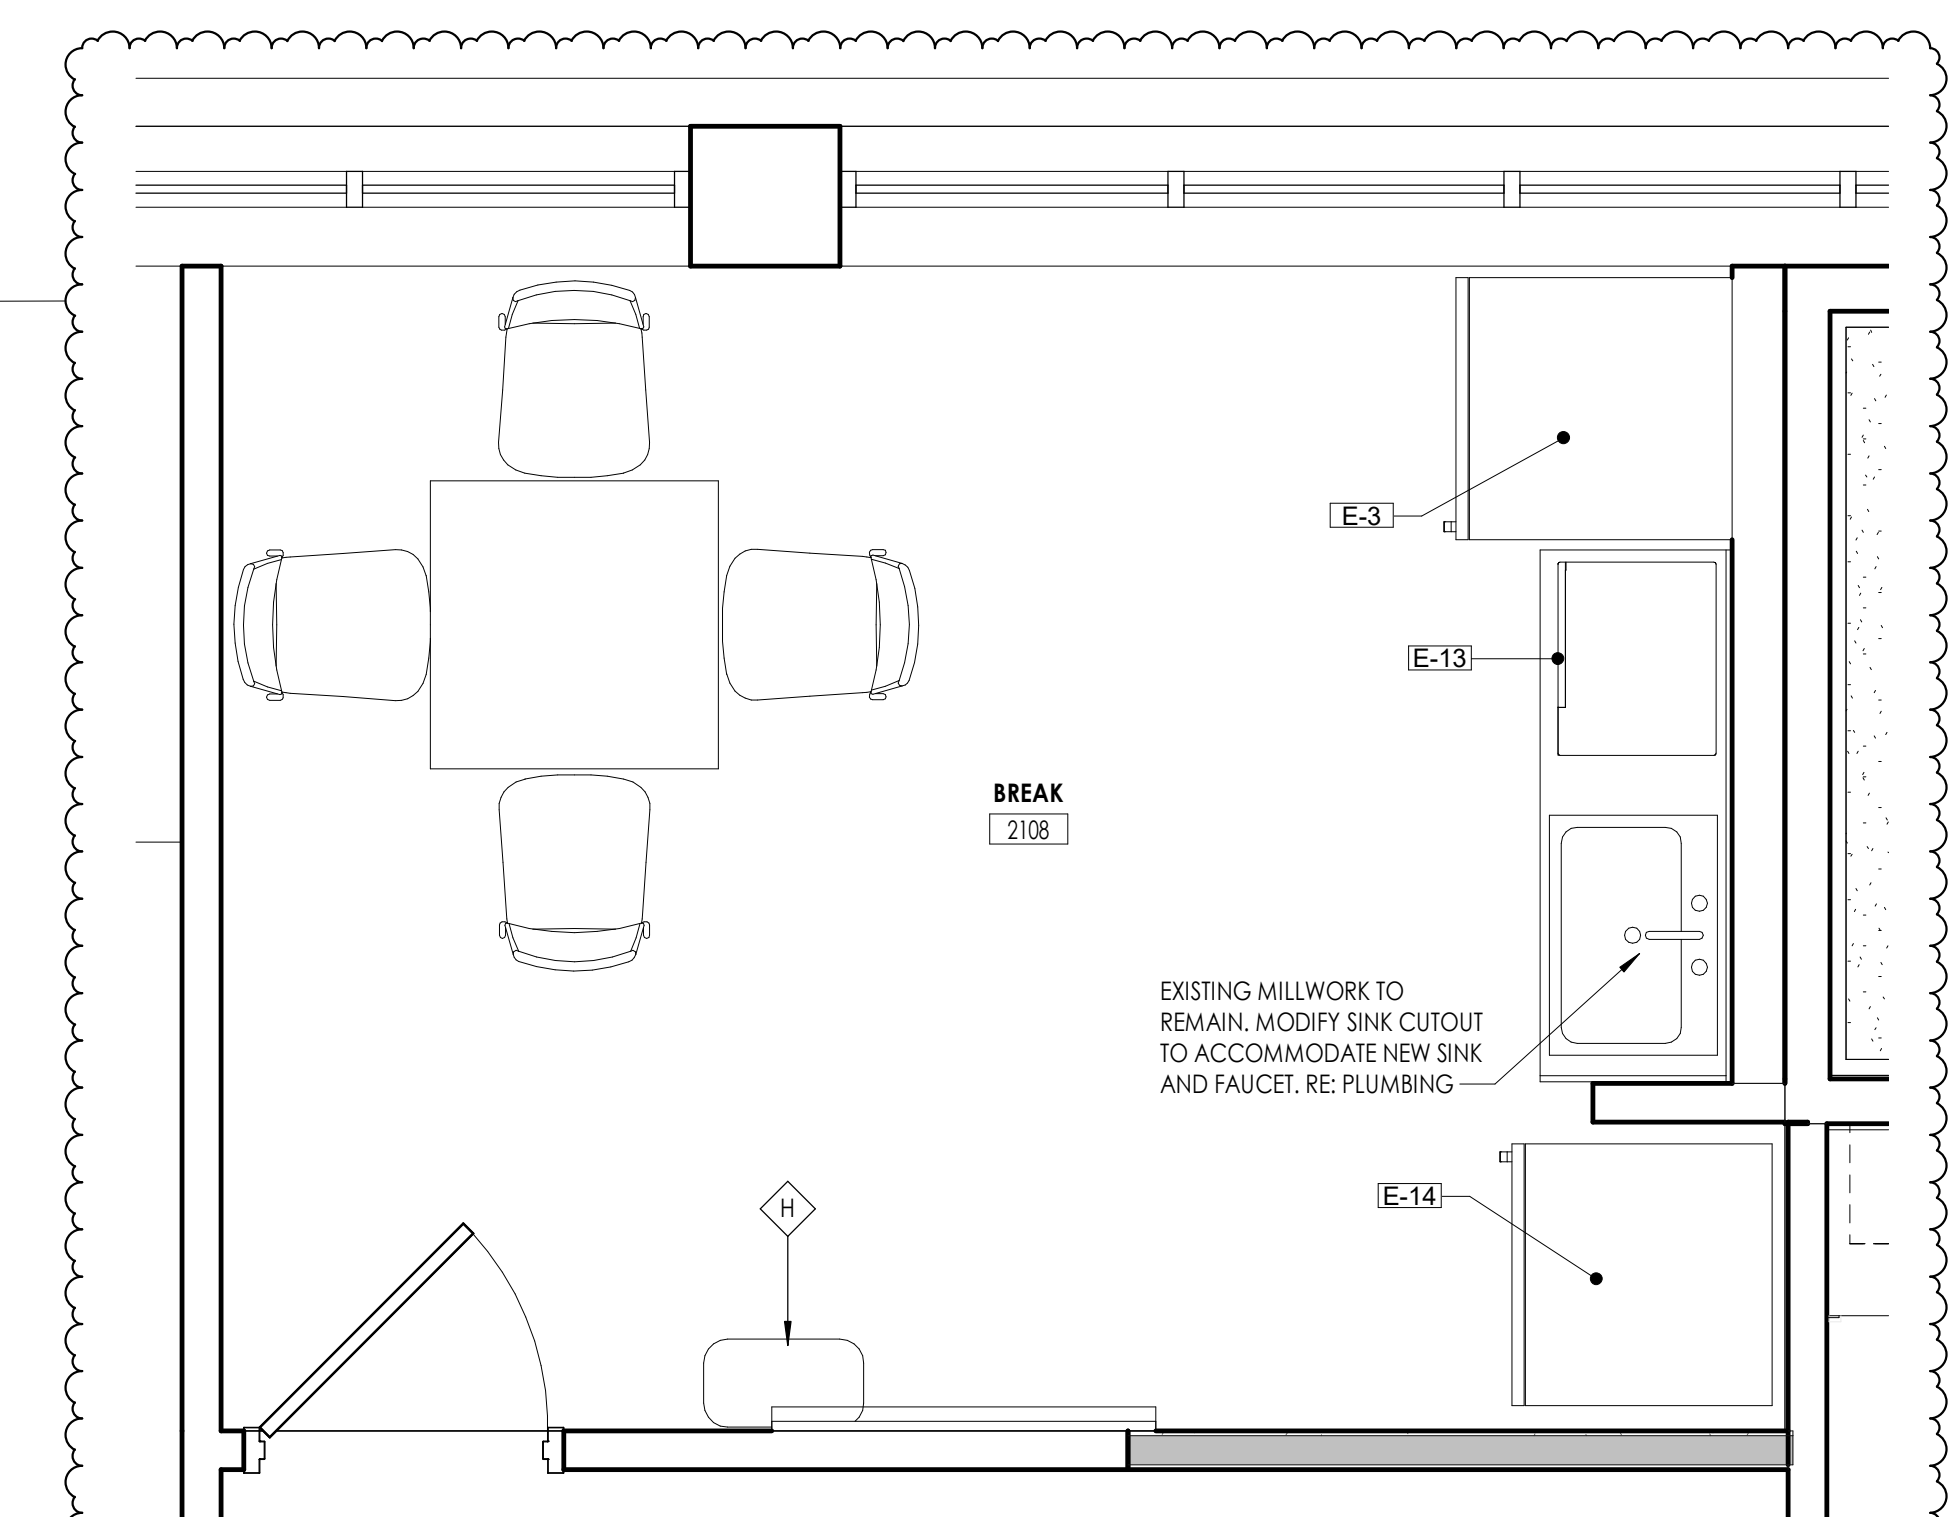 E-3
E-13
BREAK
2108
EXISTING MILLWORK TO
REMAIN. MODIFY SINK CUTOUT
TO ACCOMMODATE NEW SINK
AND FAUCET. RE: PLUMBING
H
E-14